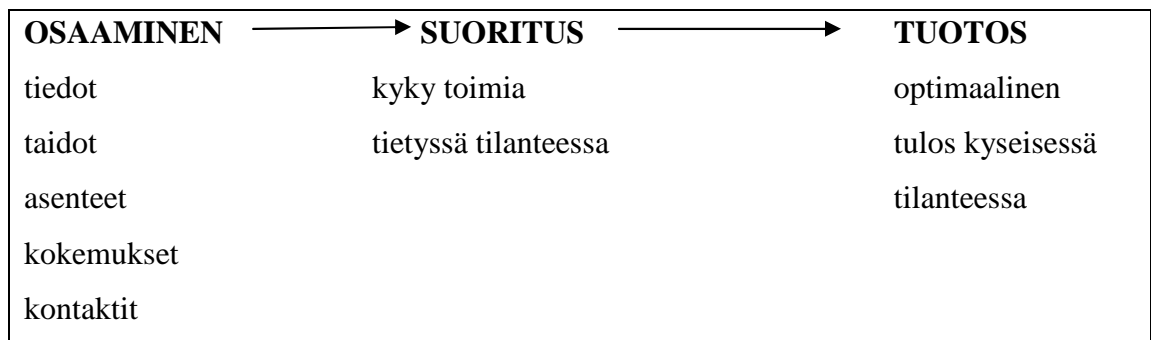 OSAAMINEN SUORITUS TUOTOS
tiedot kyky toimia optimaalinen
taidot tietyssä tilanteessa tulos kyseisessä
asenteet tilanteessa
kokemukset
kontaktit